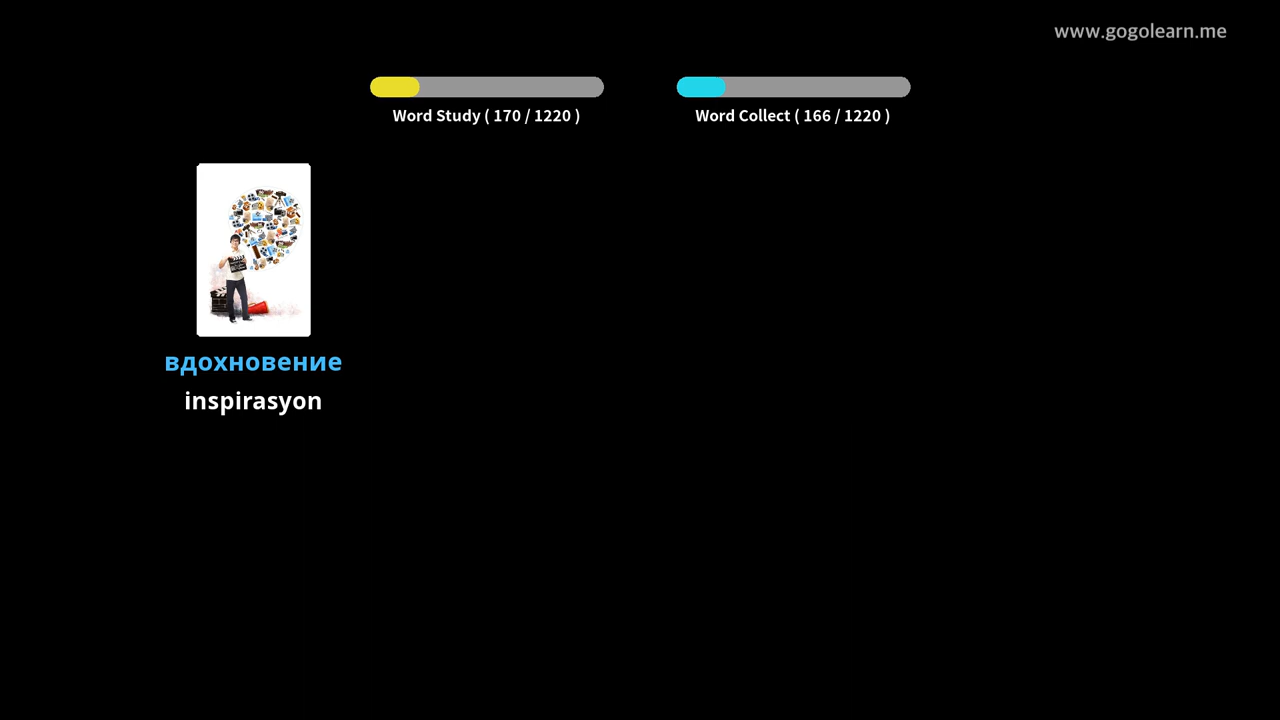 www.gogolearn.me
Word Study ( 170 / 1220 )
Word Collect ( 166 / 1220 )
вдохновение
inspirasyon